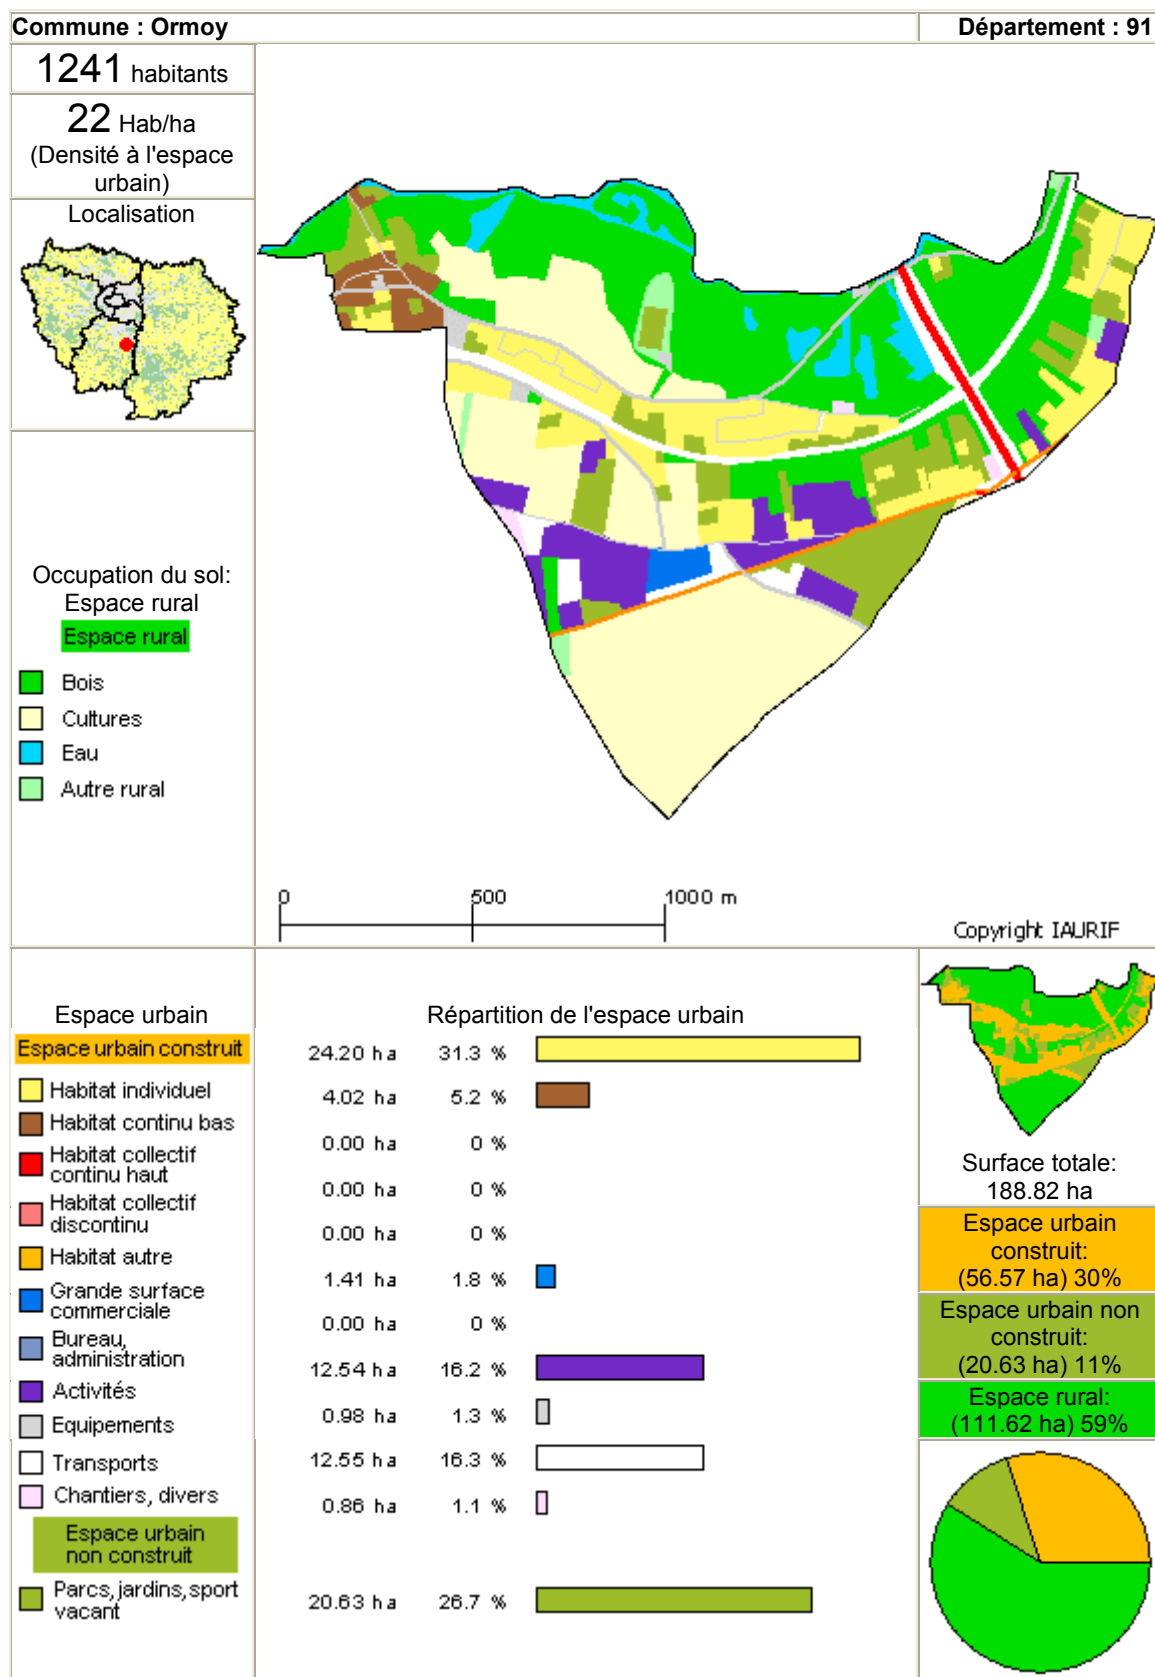 Commune : Ormoy
Département : 91
1241 habitants
22 Hab/ha
(Densité à l'espace
urbain)
Localisation
Occupation du sol:
Espace rural
Espace rural
Bois
Cultures
Eau
Autre rural
0 500 1000 m
Copyright IAURIF
Espace urbain
Espace urbain construit
Habitat individuel
Habitat continu bas
Habitat collectif
continu haut
Habitat collectif
discontinu
Habitat autre
Grande surface
commerciale
Bureau,
administration
Activités
Equipements
Transports
Chantiers, divers
Espace urbain
non construit
Parcs, jardins, sport
vacant
Répartition de l'espace urbain
24.20 ha 31.3 %
4.02 ha 5.2 %
0.00 ha 0 %
0.00 ha 0 %
0.00 ha 0 %
1.41 ha 1.8 %
0.00 ha 0 %
12.54 ha 16.2 %
0.98 ha 1.3 %
12.55 ha 16.3 %
0.86 ha 1.1 %
20.63 ha 26.7 %
Surface totale:
188.82 ha
Espace urbain
construit:
(56.57 ha) 30%
Espace urbain non
construit:
(20.63 ha) 11%
Espace rural:
(111.62 ha) 59%